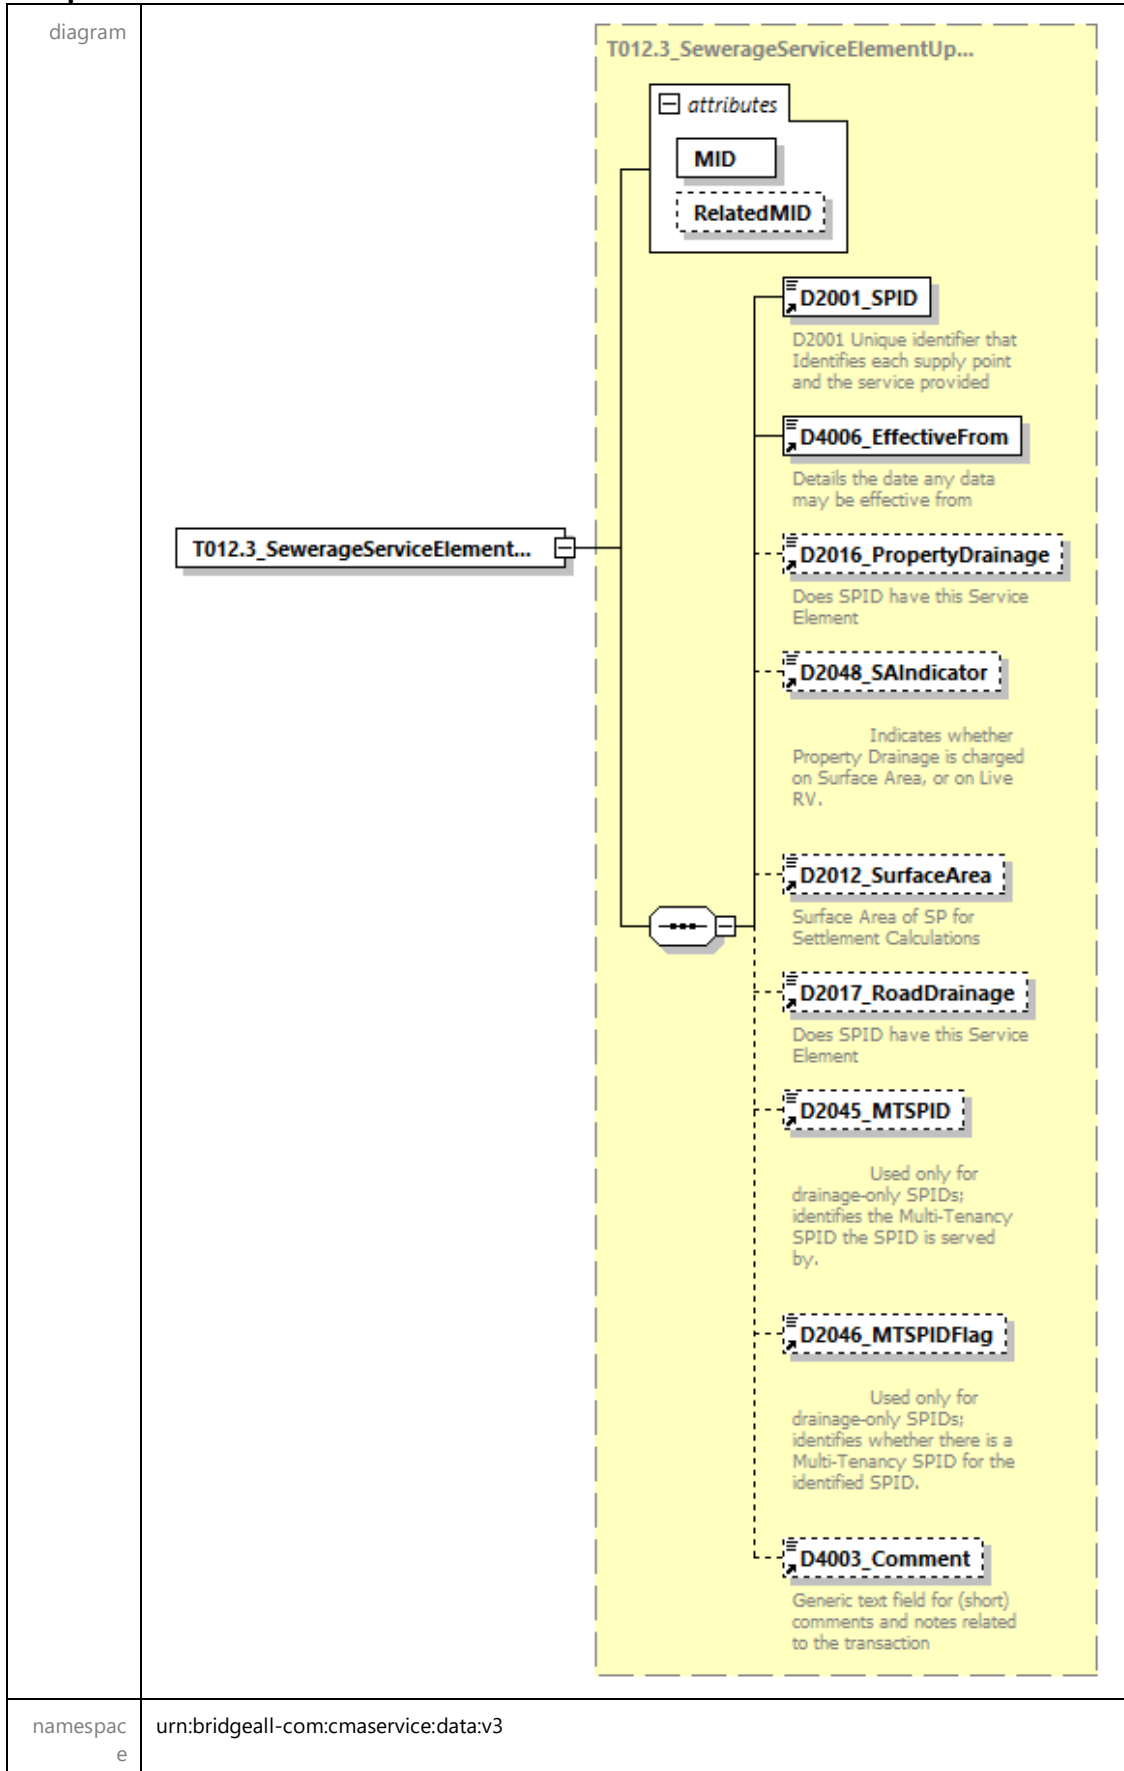 diagram
T012.3_SewerageServiceElementUp...
attributes
MID
RelatedMID
D2001_SPID
D2001 Unique identifier that
Identifies each supply point
and the service provided
D4006_EffectiveFrom
Details the date any data
may be effective from
T012.3_SewerageServiceElement...
D2016_PropertyDrainage
Does SPID have this Service
Element
D2048_SAIndicator
Indicates whether
Property Drainage is charged
on Surface Area, or on Live
RV.
D2012_SurfaceArea
Surface Area of SP for
Settlement Calculations
D2017_RoadDrainage
Does SPID have this Service
Element
D2045_MTSPID
Used only for
drainage-only SPIDs;
identifies the Multi-Tenancy
SPID the SPID is served
by.
D2046_MTSPIDFlag
Used only for
drainage-only SPIDs;
identifies whether there is a
Multi-Tenancy SPID for the
identified SPID.
D4003_Comment
Generic text field for (short)
comments and notes related
to the transaction
namespac
e
urn:bridgeall-com:cmaservice:data:v3